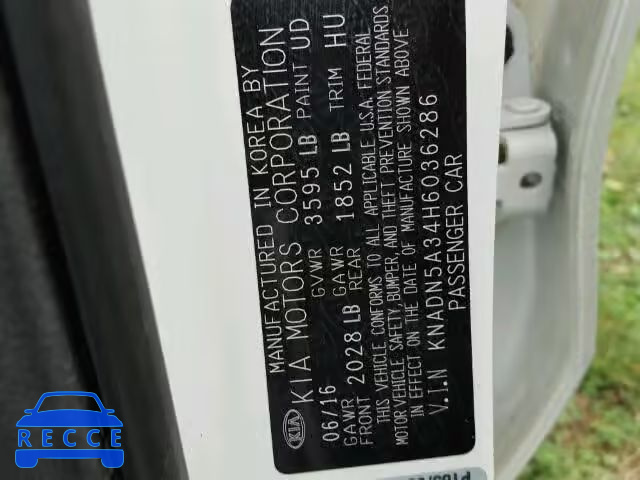 MANUFACTURED IN KOREA BY
KIA MOTORS CORPORATION
06/16 GVWR 3595 LB PAINT UD
GAWR FRONT 2028 LB GAWR REAR 1852 LB TRIM HU
THIS VEHICLE CONFORMS TO ALL APPLICABLE U.S.A. FEDERAL
MOTOR VEHICLE SAFETY, BUMPER, AND THEFT PREVENTION STANDARDS
IN EFFECT ON THE DATE OF MANUFACTURE SHOWN ABOVE.
V.I.N KNADN5A34H6036286
PASSENGER CAR
KIA
RECCE